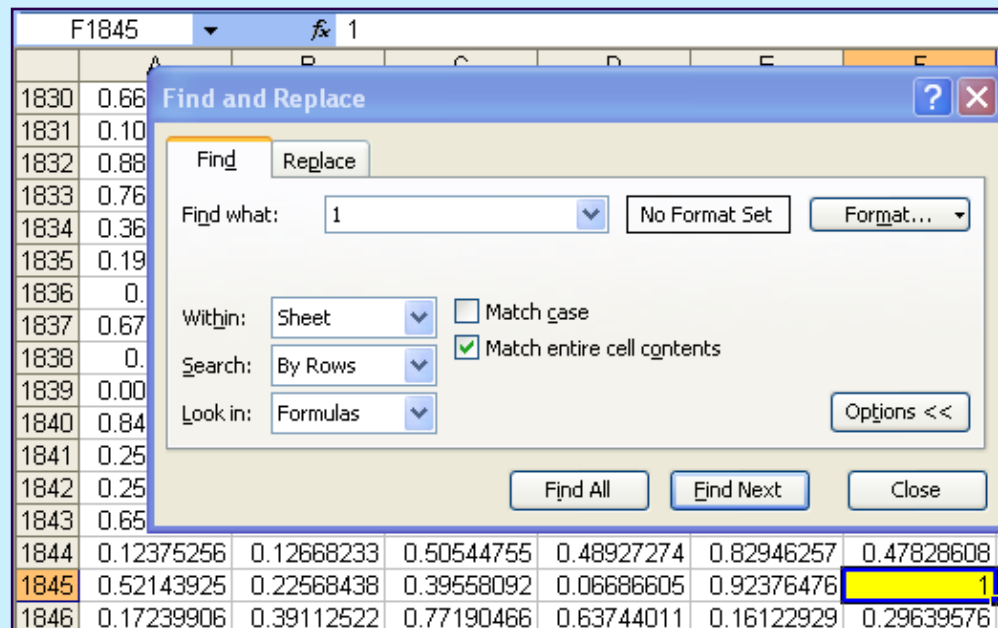 F1845 fx 1
A B C D E F
1830 0.66
Find and Replace ?
1831 0.10
1832 0.88 Find Replace
1833 0.76
Find what: 1 No Format Set Format...
1834 0.36
1835 0.19
1836 0.
Within: Sheet Match case
1837 0.67
Match entire cell contents
1838 0.
Search: By Rows
1839 0.00
Look in: Formulas Options <<
1840 0.84
1841 0.25
1842 0.25 Find All Find Next Close
1843 0.65
1844 0.12375256 0.12668233 0.50544755 0.48927274 0.82946257 0.47828608
1845 0.52143925 0.22568438 0.39558092 0.06686605 0.92376476 1
1846 0.17239906 0.39112522 0.77190466 0.63744011 0.16122929 0.29639576